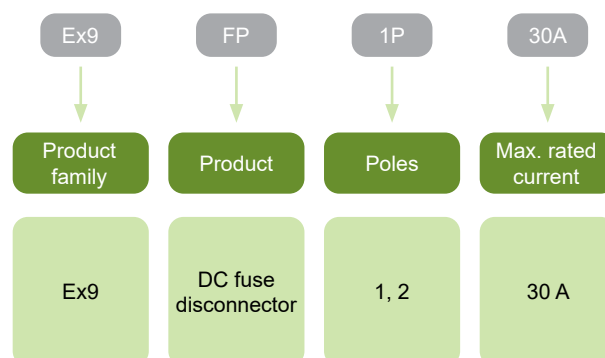 Ex9 FP 1P 30A
Product family
Product
Poles
Max. rated current
Ex9
DC fuse disconnector
1, 2
30 A